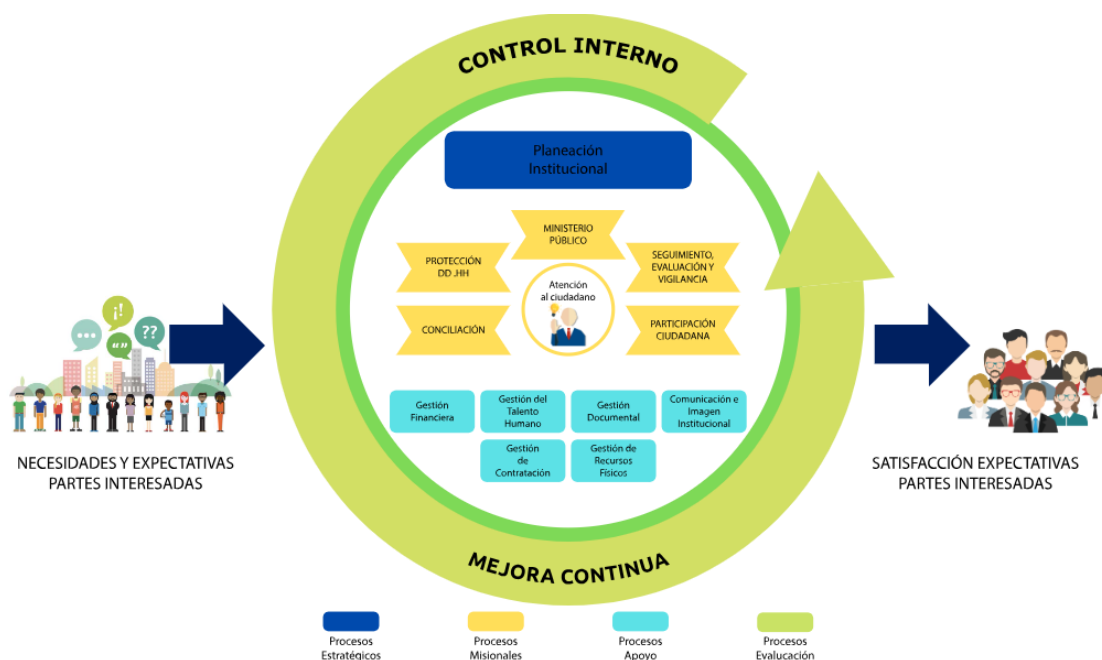 CONTROL INTERNO
Planeación
Institucional
MINISTERIO
PÚBLICO
PROTECCIÓN
DD .HH
SEGUIMIENTO,
EVALUACIÓN Y
VIGILANCIA
Atención
al ciudadano
CONCILIACIÓN
PARTICIPACIÓN
CIUDADANA
¡!
...
??
“”
Gestión
Financiera
Gestión del
Talento
Humano
Gestión
Documental
Comunicación e
Imagen
Institucional
Gestión
de
Contratación
Gestión de
Recursos
Físicos
NECESIDADES Y EXPECTATIVAS
PARTES INTERESADAS
SATISFACCIÓN EXPECTATIVAS
PARTES INTERESADAS
MEJORA CONTINUA
Procesos
Estratégicos
Procesos
Misionales
Procesos
Apoyo
Procesos
Evalucación